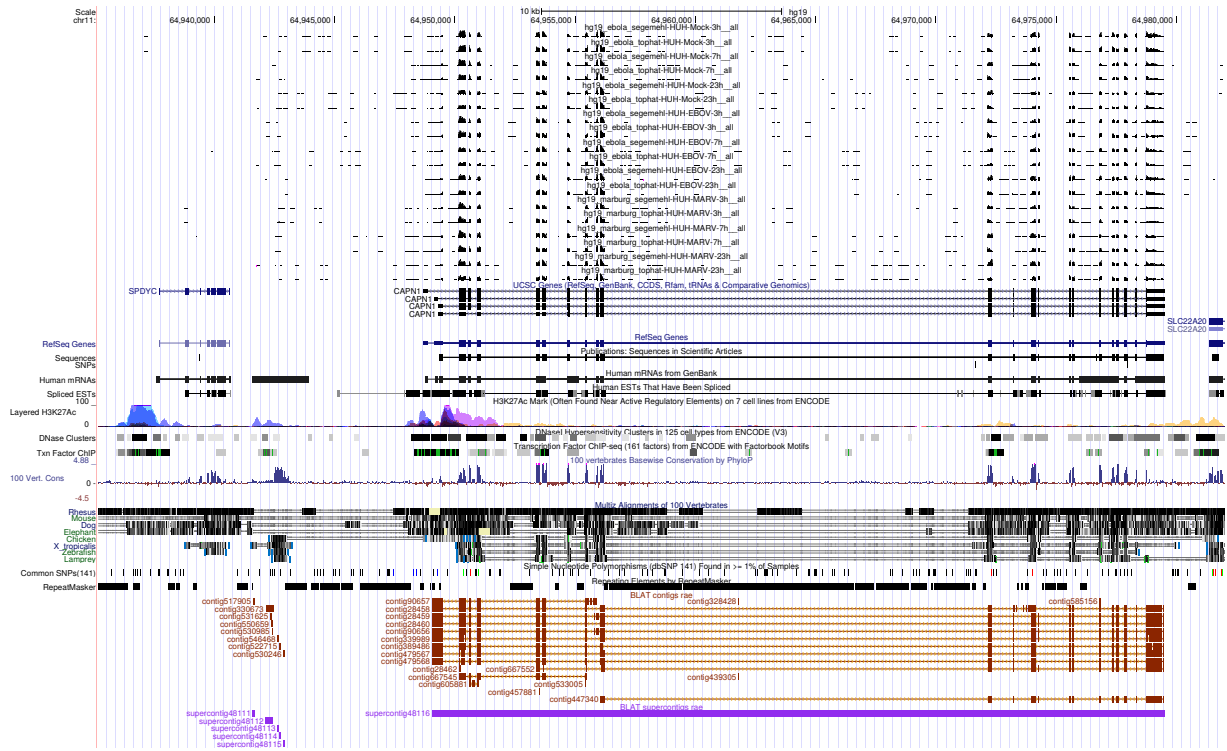 Scale 10 kb hg19
chr11: 64,940,000 64,945,000 64,950,000 64,955,000 64,960,000 64,965,000 64,970,000 64,975,000 64,980,000
hg19_ebola_segemehl-HUH-Mock-3h__all
hg19_ebola_tophat-HUH-Mock-3h__all
hg19_ebola_segemehl-HUH-Mock-7h__all
hg19_ebola_tophat-HUH-Mock-7h__all
hg19_ebola_segemehl-HUH-Mock-23h__all
hg19_ebola_tophat-HUH-Mock-23h__all
hg19_ebola_segemehl-HUH-EBOV-3h__all
hg19_ebola_tophat-HUH-EBOV-3h__all
hg19_ebola_segemehl-HUH-EBOV-7h__all
hg19_ebola_tophat-HUH-EBOV-7h__all
hg19_ebola_segemehl-HUH-EBOV-23h__all
hg19_ebola_tophat-HUH-EBOV-23h__all
hg19_marburg_segemehl-HUH-MARV-3h__all
hg19_marburg_tophat-HUH-MARV-3h__all
hg19_marburg_segemehl-HUH-MARV-7h__all
hg19_marburg_tophat-HUH-MARV-7h__all
hg19_marburg_segemehl-HUH-MARV-23h__all
hg19_marburg_tophat-HUH-MARV-23h__all
UCSC Genes (RefSeq, GenBank, CCDS, Rfam, tRNAs & Comparative Genomics)
SPDYC CAPN1
CAPN1
CAPN1
CAPN1
SLC22A20
SLC22A20
RefSeq Genes
RefSeq Genes
Publications: Sequences in Scientific Articles
Sequences
SNPs
Human mRNAs from GenBank
Human mRNAs
Human ESTs That Have Been Spliced
Spliced ESTs
H3K27Ac Mark (Often Found Near Active Regulatory Elements) on 7 cell lines from ENCODE
100
Layered H3K27Ac
0
DNaseI Hypersensitivity Clusters in 125 cell types from ENCODE (V3)
DNase Clusters
Transcription Factor ChIP-seq (161 factors) from ENCODE with Factorbook Motifs
Txn Factor ChIP
100 vertebrates Basewise Conservation by PhyloP
4.88
100 Vert. Cons
0
-4.5
Multiz Alignments of 100 Vertebrates
Rhesus
Mouse
Dog
Elephant
Chicken
X_tropicalis
Zebrafish
Lamprey
Simple Nucleotide Polymorphisms (dbSNP 141) Found in >= 1% of Samples
Common SNPs(141)
Repeating Elements by RepeatMasker
RepeatMasker
BLAT contigs rae
contig517905 contig90657 contig328428 contig585156
contig330673 contig28458
contig531625 contig28459
contig550659 contig28460
contig530985 contig90656
contig546468 contig339989
contig522715 contig389486
contig530246 contig479567
contig479568
contig28462 contig667552
contig667545 contig439305
contig605881 contig533005
contig457881
contig447340
BLAT supercontigs rae
supercontig48111 supercontig48116
supercontig48112
supercontig48113
supercontig48114
supercontig48115